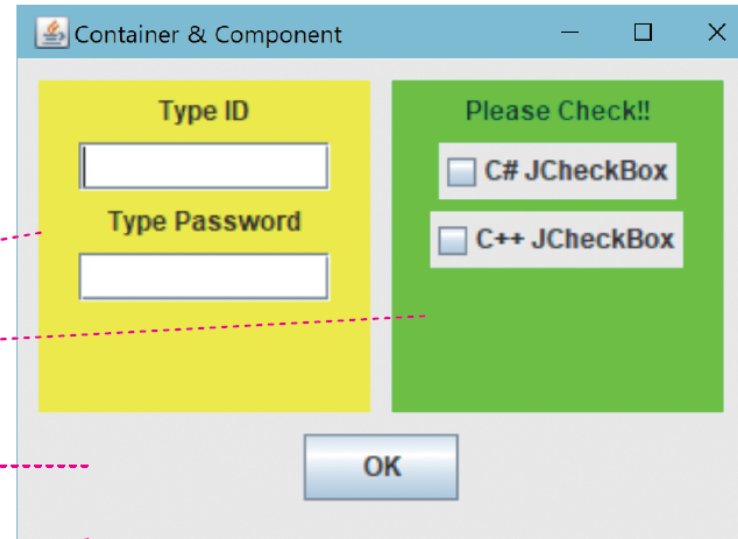 Container & Component
Type ID
Type Password
Please Check!!
C# JCheckBox
C++ JCheckBox
OK